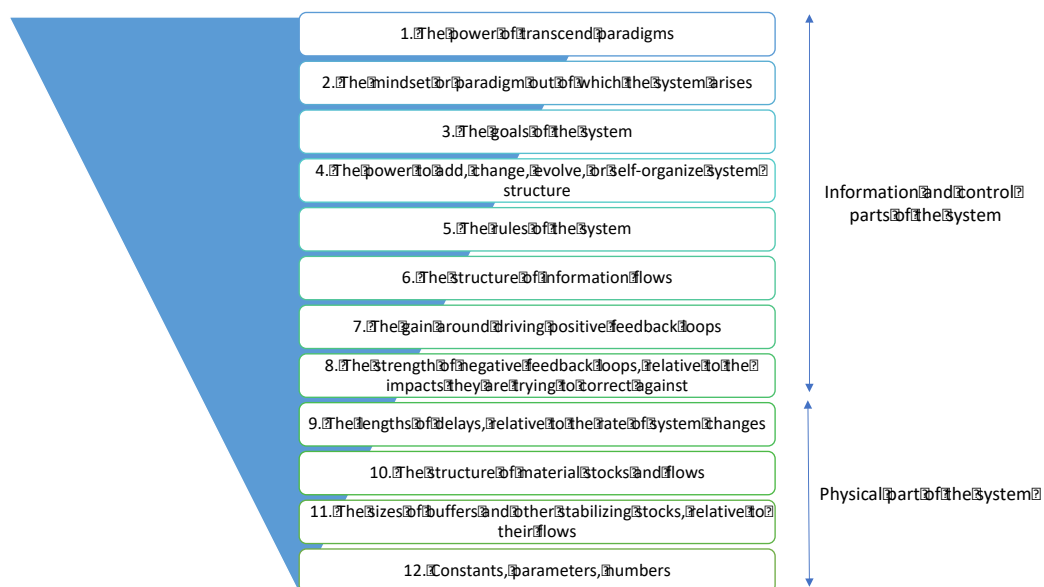 1. The power of transcend paradigms
2. The mindset or paradigm out of which the system arises
3. The goals of the system
4. The power to add, change, evolve, or self-organize system
structure
5. The rules of the system
6. The structure of information flows
7. The gain around driving positive feedback loops
8. The strength of negative feedback loops, relative to the
impacts they are trying to correct against
9. The lengths of delays, relative to the rate of system changes
10. The structure of material stocks and flows
11. The sizes of buffers and other stabilizing stocks, relative to
their flows
12. Constants, parameters, numbers
Information and control
parts of the system
Physical part of the system